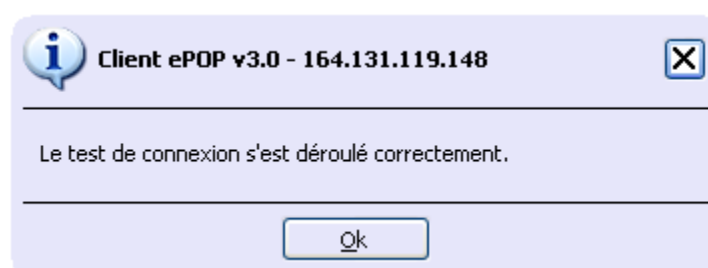 Client ePOP v3.0 - 164.131.119.148
Le test de connexion s'est déroulé correctement.
Ok